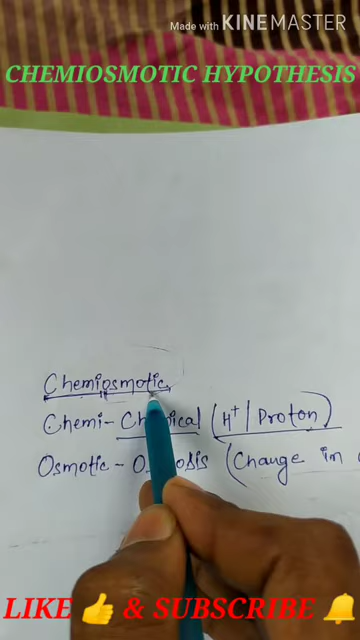 Made with KINEMASTER
CHEMIOSMOTIC HYPOTHESIS
Chemiosmotic
Chemi- Chemical (H+ / Proton)
Osmotic - Osmosis (Change in
LIKE 👍 & SUBSCRIBE 🔔